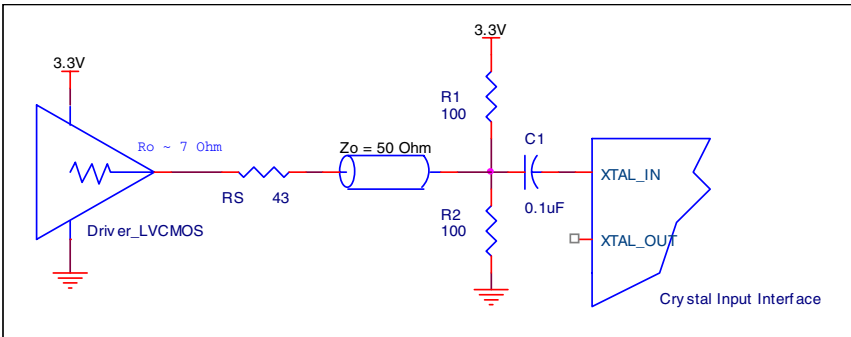 3.3V
3.3V
R1
100
C1
Ro ~ 7 Ohm
Zo = 50 Ohm
RS 43
XTAL_IN
0.1uF
R2
100
Driver_LVCMOS
XTAL_OUT
Crystal Input Interface